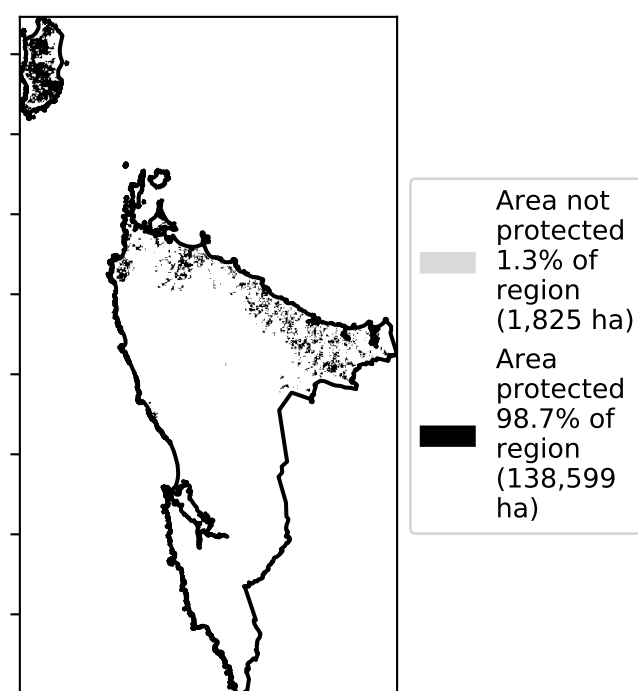 Area not
protected
1.3% of
region
(1,825 ha)
Area
protected
98.7% of
region
(138,599
ha)